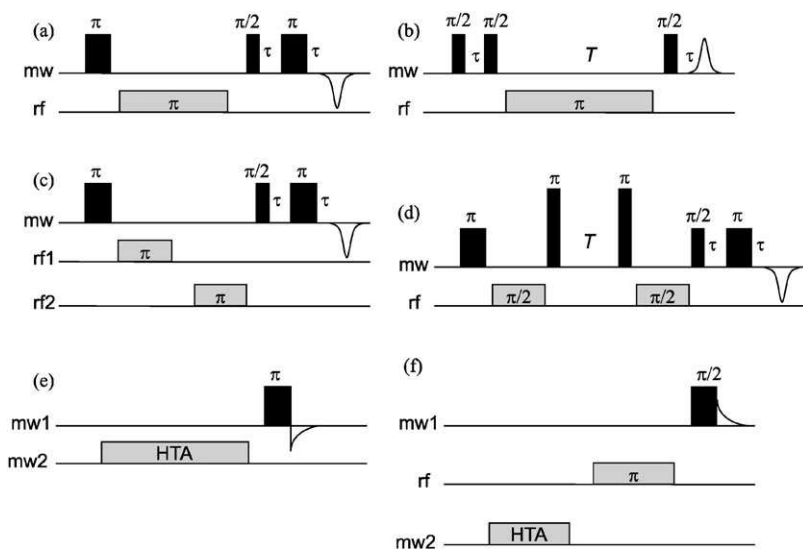 (a) π π/2 τ π τ
mw
rf π
(b) π/2 τ π/2 T π/2 τ
mw
rf π
(c) π π/2 τ π τ
mw
rf1 π
rf2 π
(d) π π T π π/2 τ π τ
mw
rf π/2 π/2
(e) π
mw1
mw2 HTA
(f) π/2
mw1
rf π
mw2 HTA